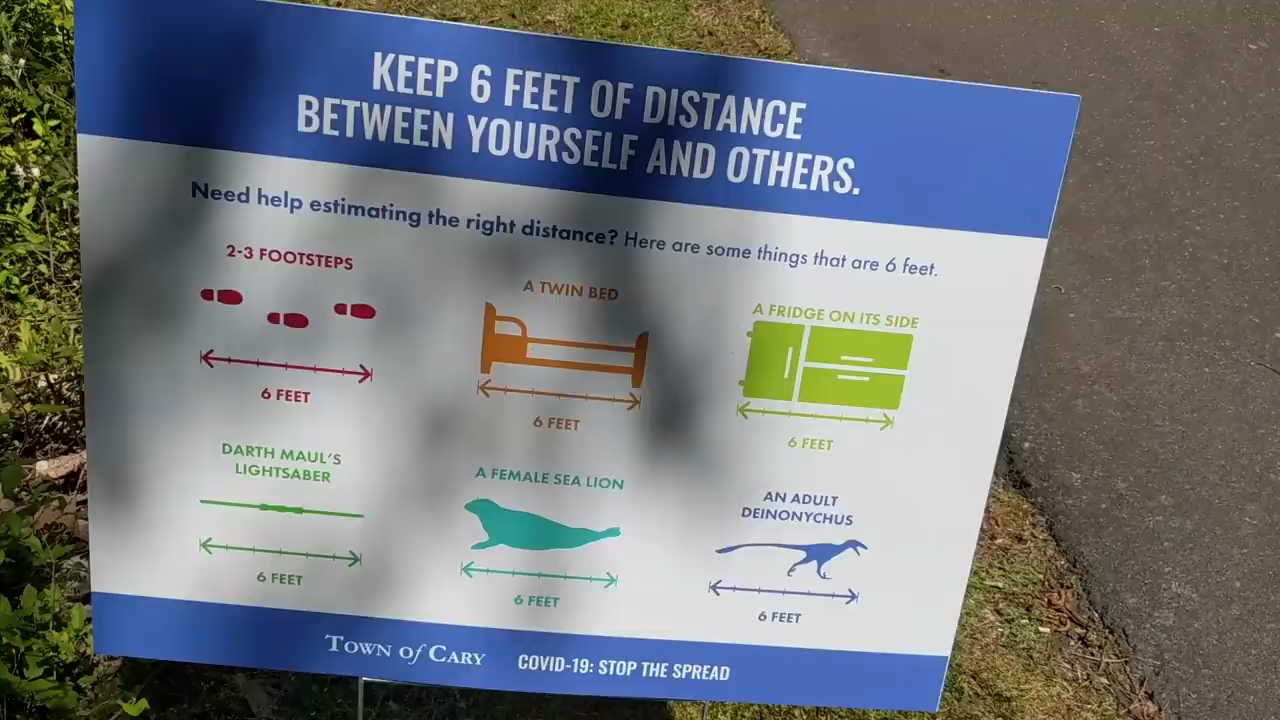 KEEP 6 FEET OF DISTANCE
BETWEEN YOURSELF AND OTHERS.
Need help estimating the right distance? Here are some things that are 6 feet.
2-3 FOOTSTEPS
6 FEET
A TWIN BED
6 FEET
A FRIDGE ON ITS SIDE
6 FEET
DARTH MAUL'S
LIGHTSABER
6 FEET
A FEMALE SEA LION
6 FEET
AN ADULT
DEINONYCHUS
6 FEET
TOWN of CARY
COVID-19: STOP THE SPREAD